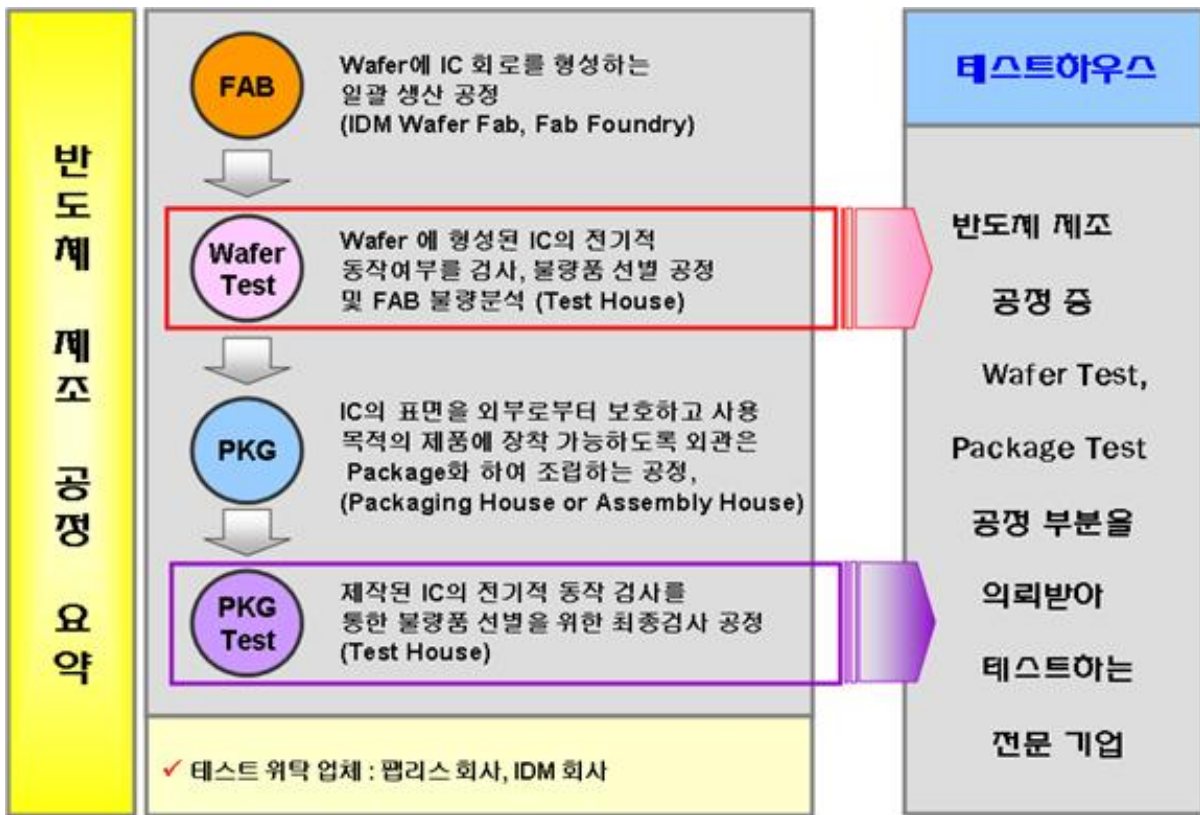 반도체 제조 공정 요약
FAB
Wafer에 IC 회로를 형성하는
일괄 생산 공정
(IDM Wafer Fab, Fab Foundry)
Wafer
Test
Wafer 에 형성된 IC의 전기적
동작여부를 검사, 불량품 선별 공정
및 FAB 불량분석 (Test House)
PKG
IC의 표면을 외부로부터 보호하고 사용
목적의 제품에 장착 가능하도록 외관은
Package화 하여 조립하는 공정,
(Packaging House or Assembly House)
PKG
Test
제작된 IC의 전기적 동작 검사를
통한 불량품 선별을 위한 최종검사 공정
(Test House)
✓ 테스트 위탁 업체 : 팹리스 회사, IDM 회사
테스트하우스
반도체 제조
공정 중
Wafer Test,
Package Test
공정 부분을
의뢰받아
테스트하는
전문 기업